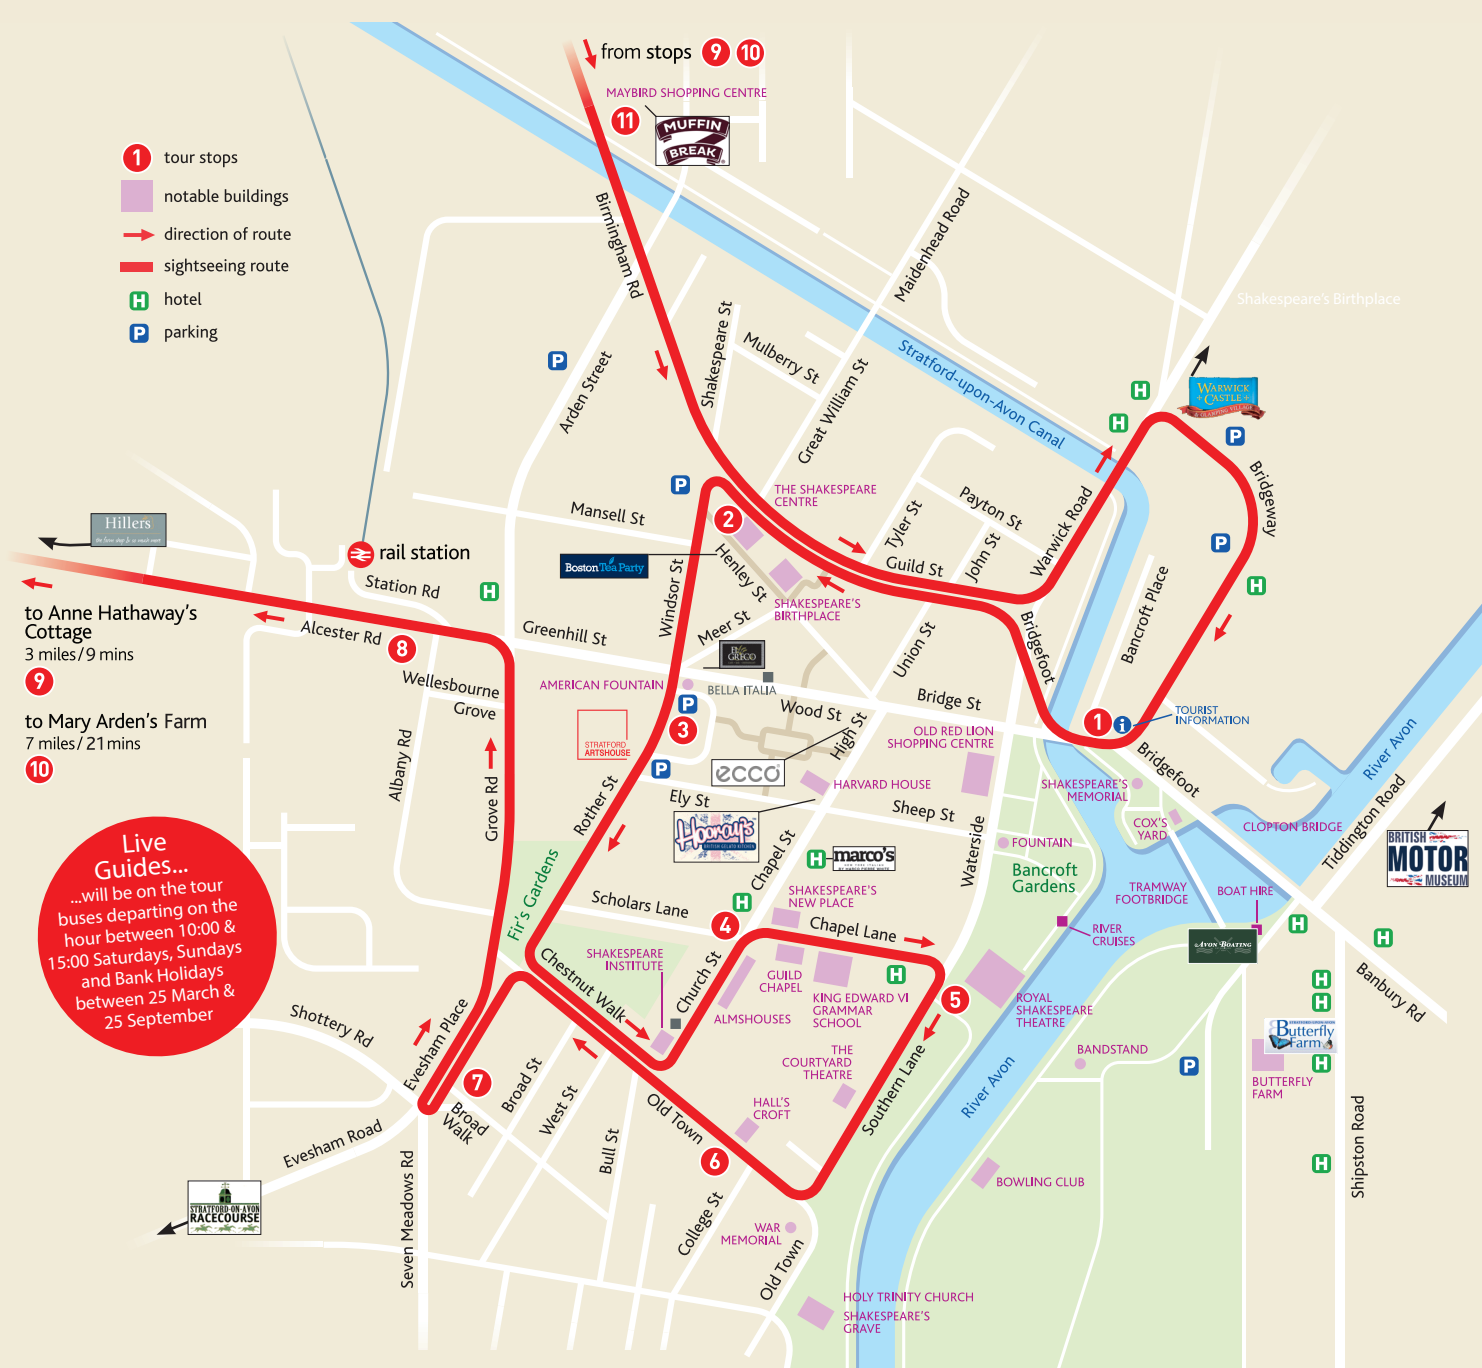 from stops 9 10
MAYBIRD SHOPPING CENTRE
11
MUFFIN
BREAK
1 tour stops
notable buildings
direction of route
sightseeing route
H hotel
P parking
Birmingham Rd
Maidenhead Road
Shakespeare's Birthplace
Shakespeare St
Mulberry St
Great William St
Stratford-upon-Avon Canal
Arden Street
P
H
H
WARWICK
CASTLE
& GLAMPING VILLAGE
P
Bridgeway
P
THE SHAKESPEARE
CENTRE
2
Mansell St
Tyler St
Payton St
John St
Warwick Road
Guild St
P
H
Hillers
rail station
Station Rd
H
Boston Tea Party
Henley St
Windsor St
Meer St
SHAKESPEARE'S
BIRTHPLACE
Bancroft Place
Bridgefoot
Union St
to Anne Hathaway's
Cottage
3 miles/9 mins
9
to Mary Arden's Farm
7 miles/21 mins
10
Alcester Rd
8
Greenhill St
EL GRECO
BELLA ITALIA
AMERICAN FOUNTAIN
P
3
Wellesbourne
Grove
Wood St
Bridge St
High St
1
i
TOURIST
INFORMATION
STRATFORD
ARTSHOUSE
OLD RED LION
SHOPPING CENTRE
Bridgefoot
River Avon
Albany Rd
Grove Rd
Rother St
P
ecco
HARVARD HOUSE
SHAKESPEARE'S
MEMORIAL
Ely St
Sheep St
Hooray's
BRITISH GELATO KITCHEN
COX'S
YARD
CLOPTON BRIDGE
Tiddington Road
BRITISH
MOTOR
MUSEUM
Live
Guides...
...will be on the tour
buses departing on the
hour between 10:00 &
15:00 Saturdays, Sundays
and Bank Holidays
between 25 March &
25 September
Fir's Gardens
Scholars Lane
Chapel St
H
marco's
Waterside
FOUNTAIN
Bancroft
Gardens
TRAMWAY
FOOTBRIDGE
BOAT HIRE
H
4
SHAKESPEARE'S
NEW PLACE
Chapel Lane
RIVER
CRUISES
AVON BOATING
H
H
Chestnut Walk
SHAKESPEARE
INSTITUTE
Church St
ALMSHOUSES
GUILD
CHAPEL
KING EDWARD VI
GRAMMAR
SCHOOL
H
5
ROYAL
SHAKESPEARE
THEATRE
H
H
Banbury Rd
Shottery Rd
Evesham Place
THE
COURTYARD
THEATRE
Southern Lane
BANDSTAND
P
Butterfly
Farm
H
BUTTERFLY
FARM
7
Broad
Walk
Broad St
West St
Old Town
HALL'S
CROFT
River Avon
Evesham Road
Bull St
6
H
Shipston Road
BOWLING CLUB
STRATFORD-ON-AVON
RACECOURSE
Seven Meadows Rd
College St
WAR
MEMORIAL
Old Town
HOLY TRINITY CHURCH
SHAKESPEARE'S
GRAVE